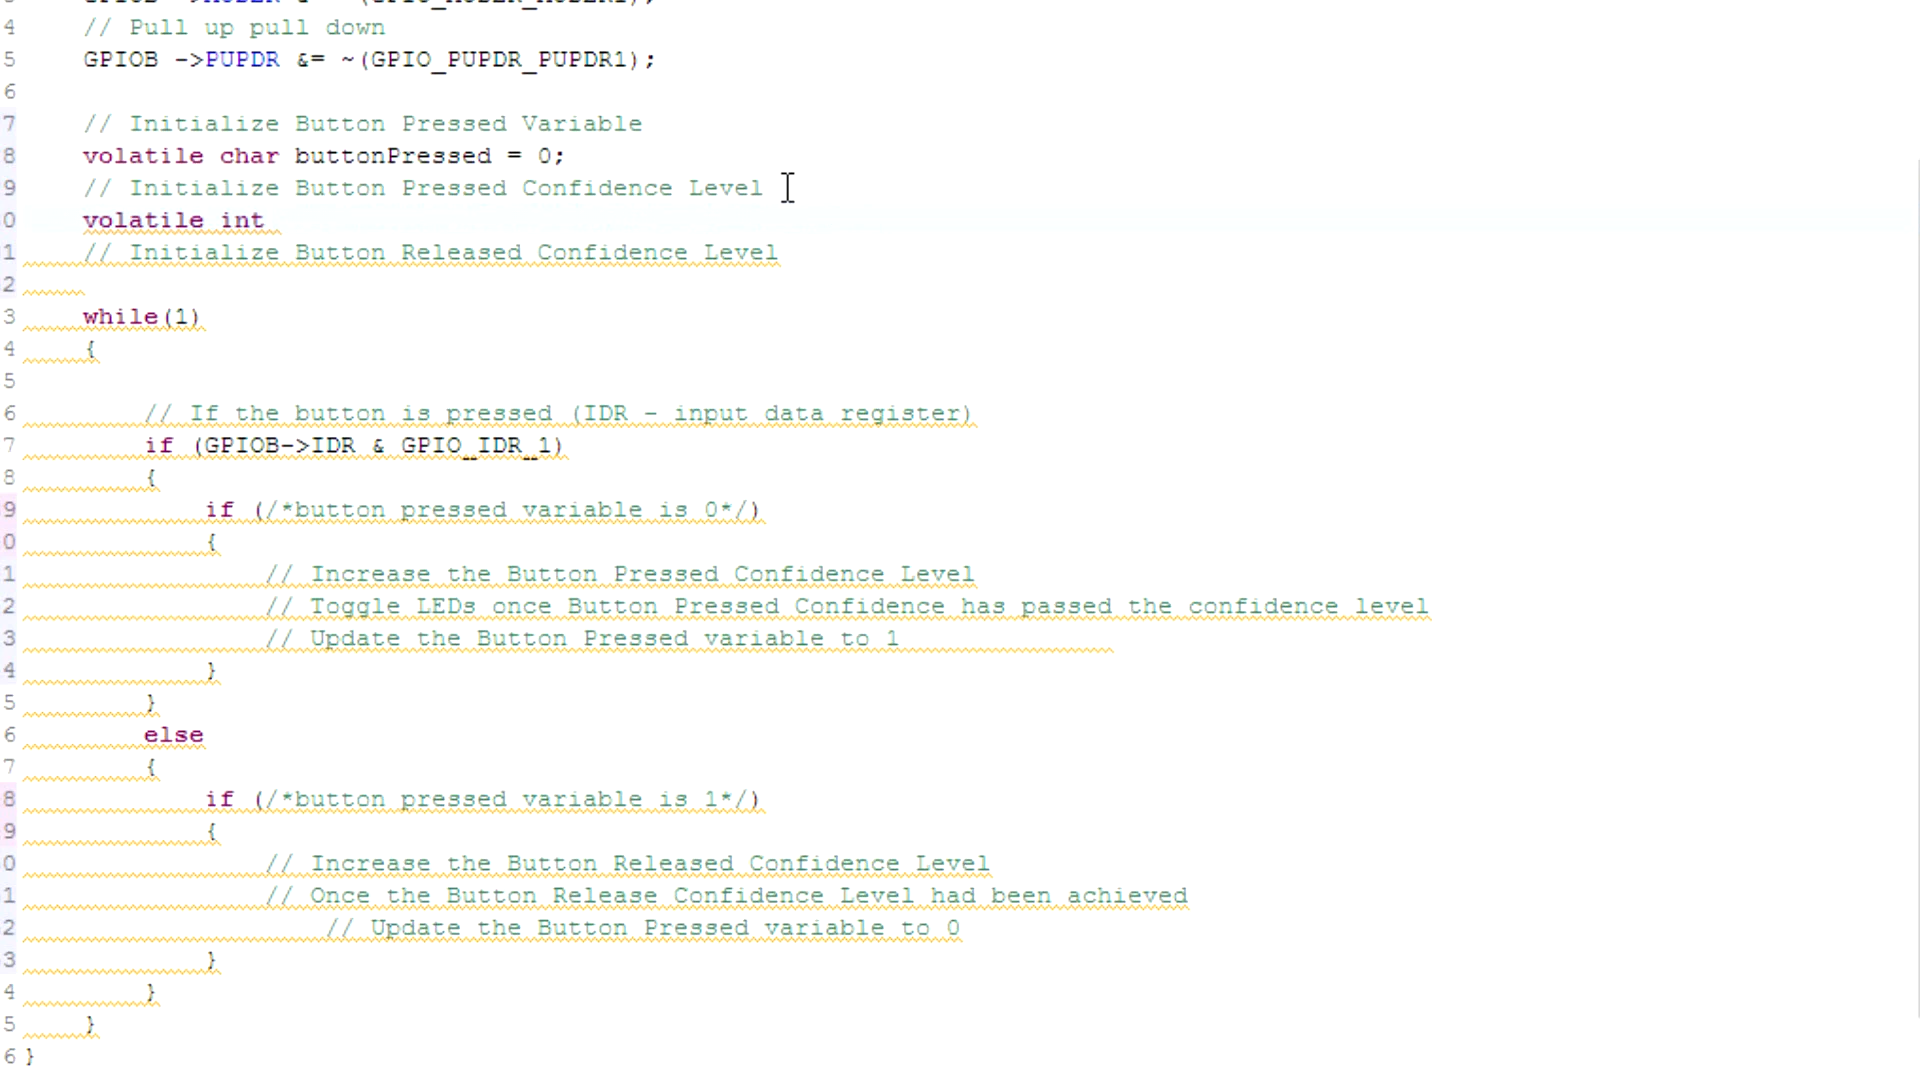 4 // Pull up pull down
5 GPIOB ->PUPDR &= ~(GPIO_PUPDR_PUPDR1);
6
7 // Initialize Button Pressed Variable
8 volatile char buttonPressed = 0;
9 // Initialize Button Pressed Confidence Level
0 volatile int
1 // Initialize Button Released Confidence Level
2
3 while(1)
4 {
5
6 // If the button is pressed (IDR - input data register)
7 if (GPIOB->IDR & GPIO_IDR_1)
8 {
9 if (/*button pressed variable is 0*/)
0 {
1 // Increase the Button Pressed Confidence Level
2 // Toggle LEDs once Button Pressed Confidence has passed the confidence level
3 // Update the Button Pressed variable to 1
4 }
5 }
6 else
7 {
8 if (/*button pressed variable is 1*/)
9 {
0 // Increase the Button Released Confidence Level
1 // Once the Button Release Confidence Level had been achieved
2 // Update the Button Pressed variable to 0
3 }
4 }
5 }
6 }